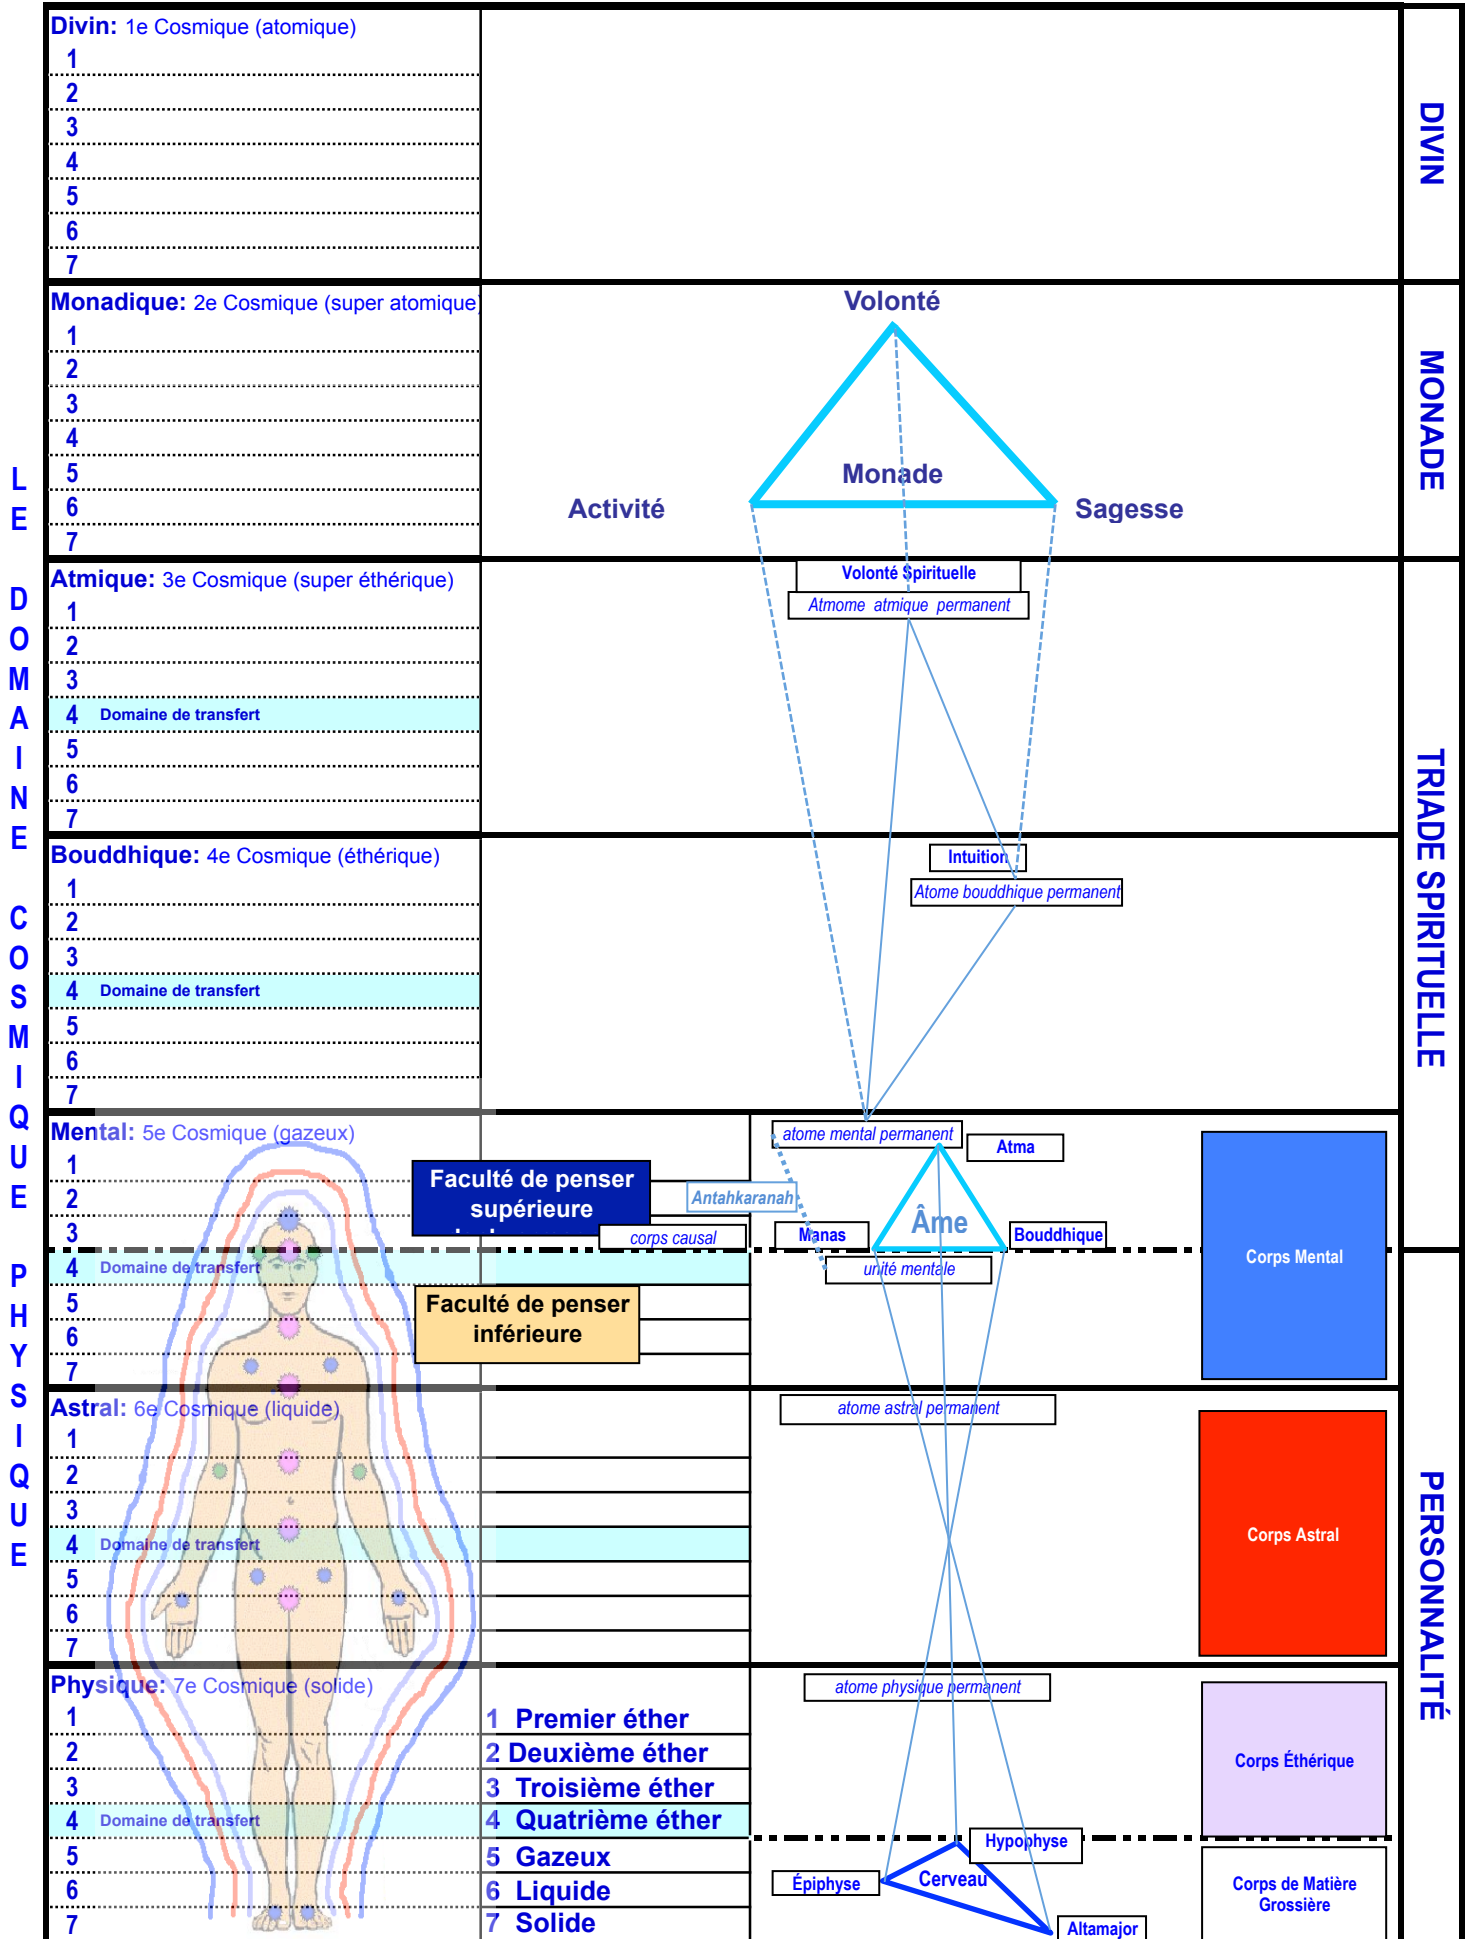 LE DOMAINE COSMIQUE PHYSIQUE
Divin: 1e Cosmique (atomique)
1
2
3
4
5
6
7
DIVIN
Monadique: 2e Cosmique (super atomique)
1
2
3
4
5
6
7
Volonté
Monade
Activité
Sagesse
MONADE
Atmique: 3e Cosmique (super éthérique)
1
2
3
4 Domaine de transfert
5
6
7
Volonté Spirituelle
Atmome atmique permanent
TRIADE SPIRITUELLE
Bouddhique: 4e Cosmique (éthérique)
1
2
3
4 Domaine de transfert
5
6
7
Intuition
Atome bouddhique permanent
Mental: 5e Cosmique (gazeux)
1
2
3
4 Domaine de transfert
5
6
7
Faculté de penser
supérieure
corps causal
Faculté de penser
inférieure
atome mental permanent
Atma
Antahkaranah
Âme
Manas
Bouddhique
unité mentale
Corps Mental
PERSONNALITÉ
Astral: 6e Cosmique (liquide)
1
2
3
4 Domaine de transfert
5
6
7
atome astral permanent
Corps Astral
Physique: 7e Cosmique (solide)
1
2
3
4 Domaine de transfert
5
6
7
1 Premier éther
2 Deuxième éther
3 Troisième éther
4 Quatrième éther
5 Gazeux
6 Liquide
7 Solide
atome physique permanent
Hypophyse
Épiphyse
Cerveau
Altamajor
Corps Éthérique
Corps de Matière
Grossière